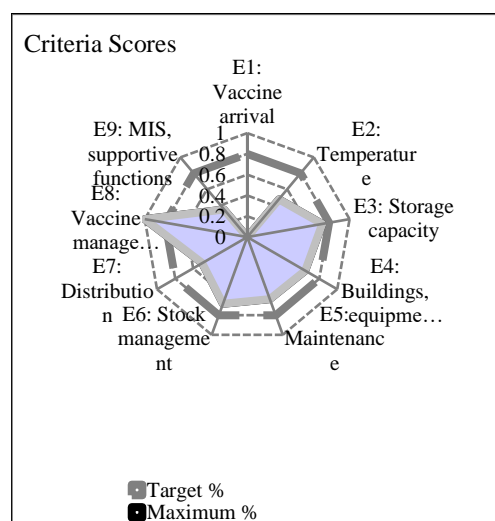 Criteria Scores
E1:
Vaccine
arrival
E2:
Temperatur
e
E3: Storage
capacity
E4:
Buildings,
equipme…
E5:
Maintenanc
e
E6: Stock
manageme
nt
E7:
Distributio
n
E8:
Vaccine
manage…
E9: MIS,
supportive
functions
1
0.8
0.6
0.4
0.2
0
Target %
Maximum %